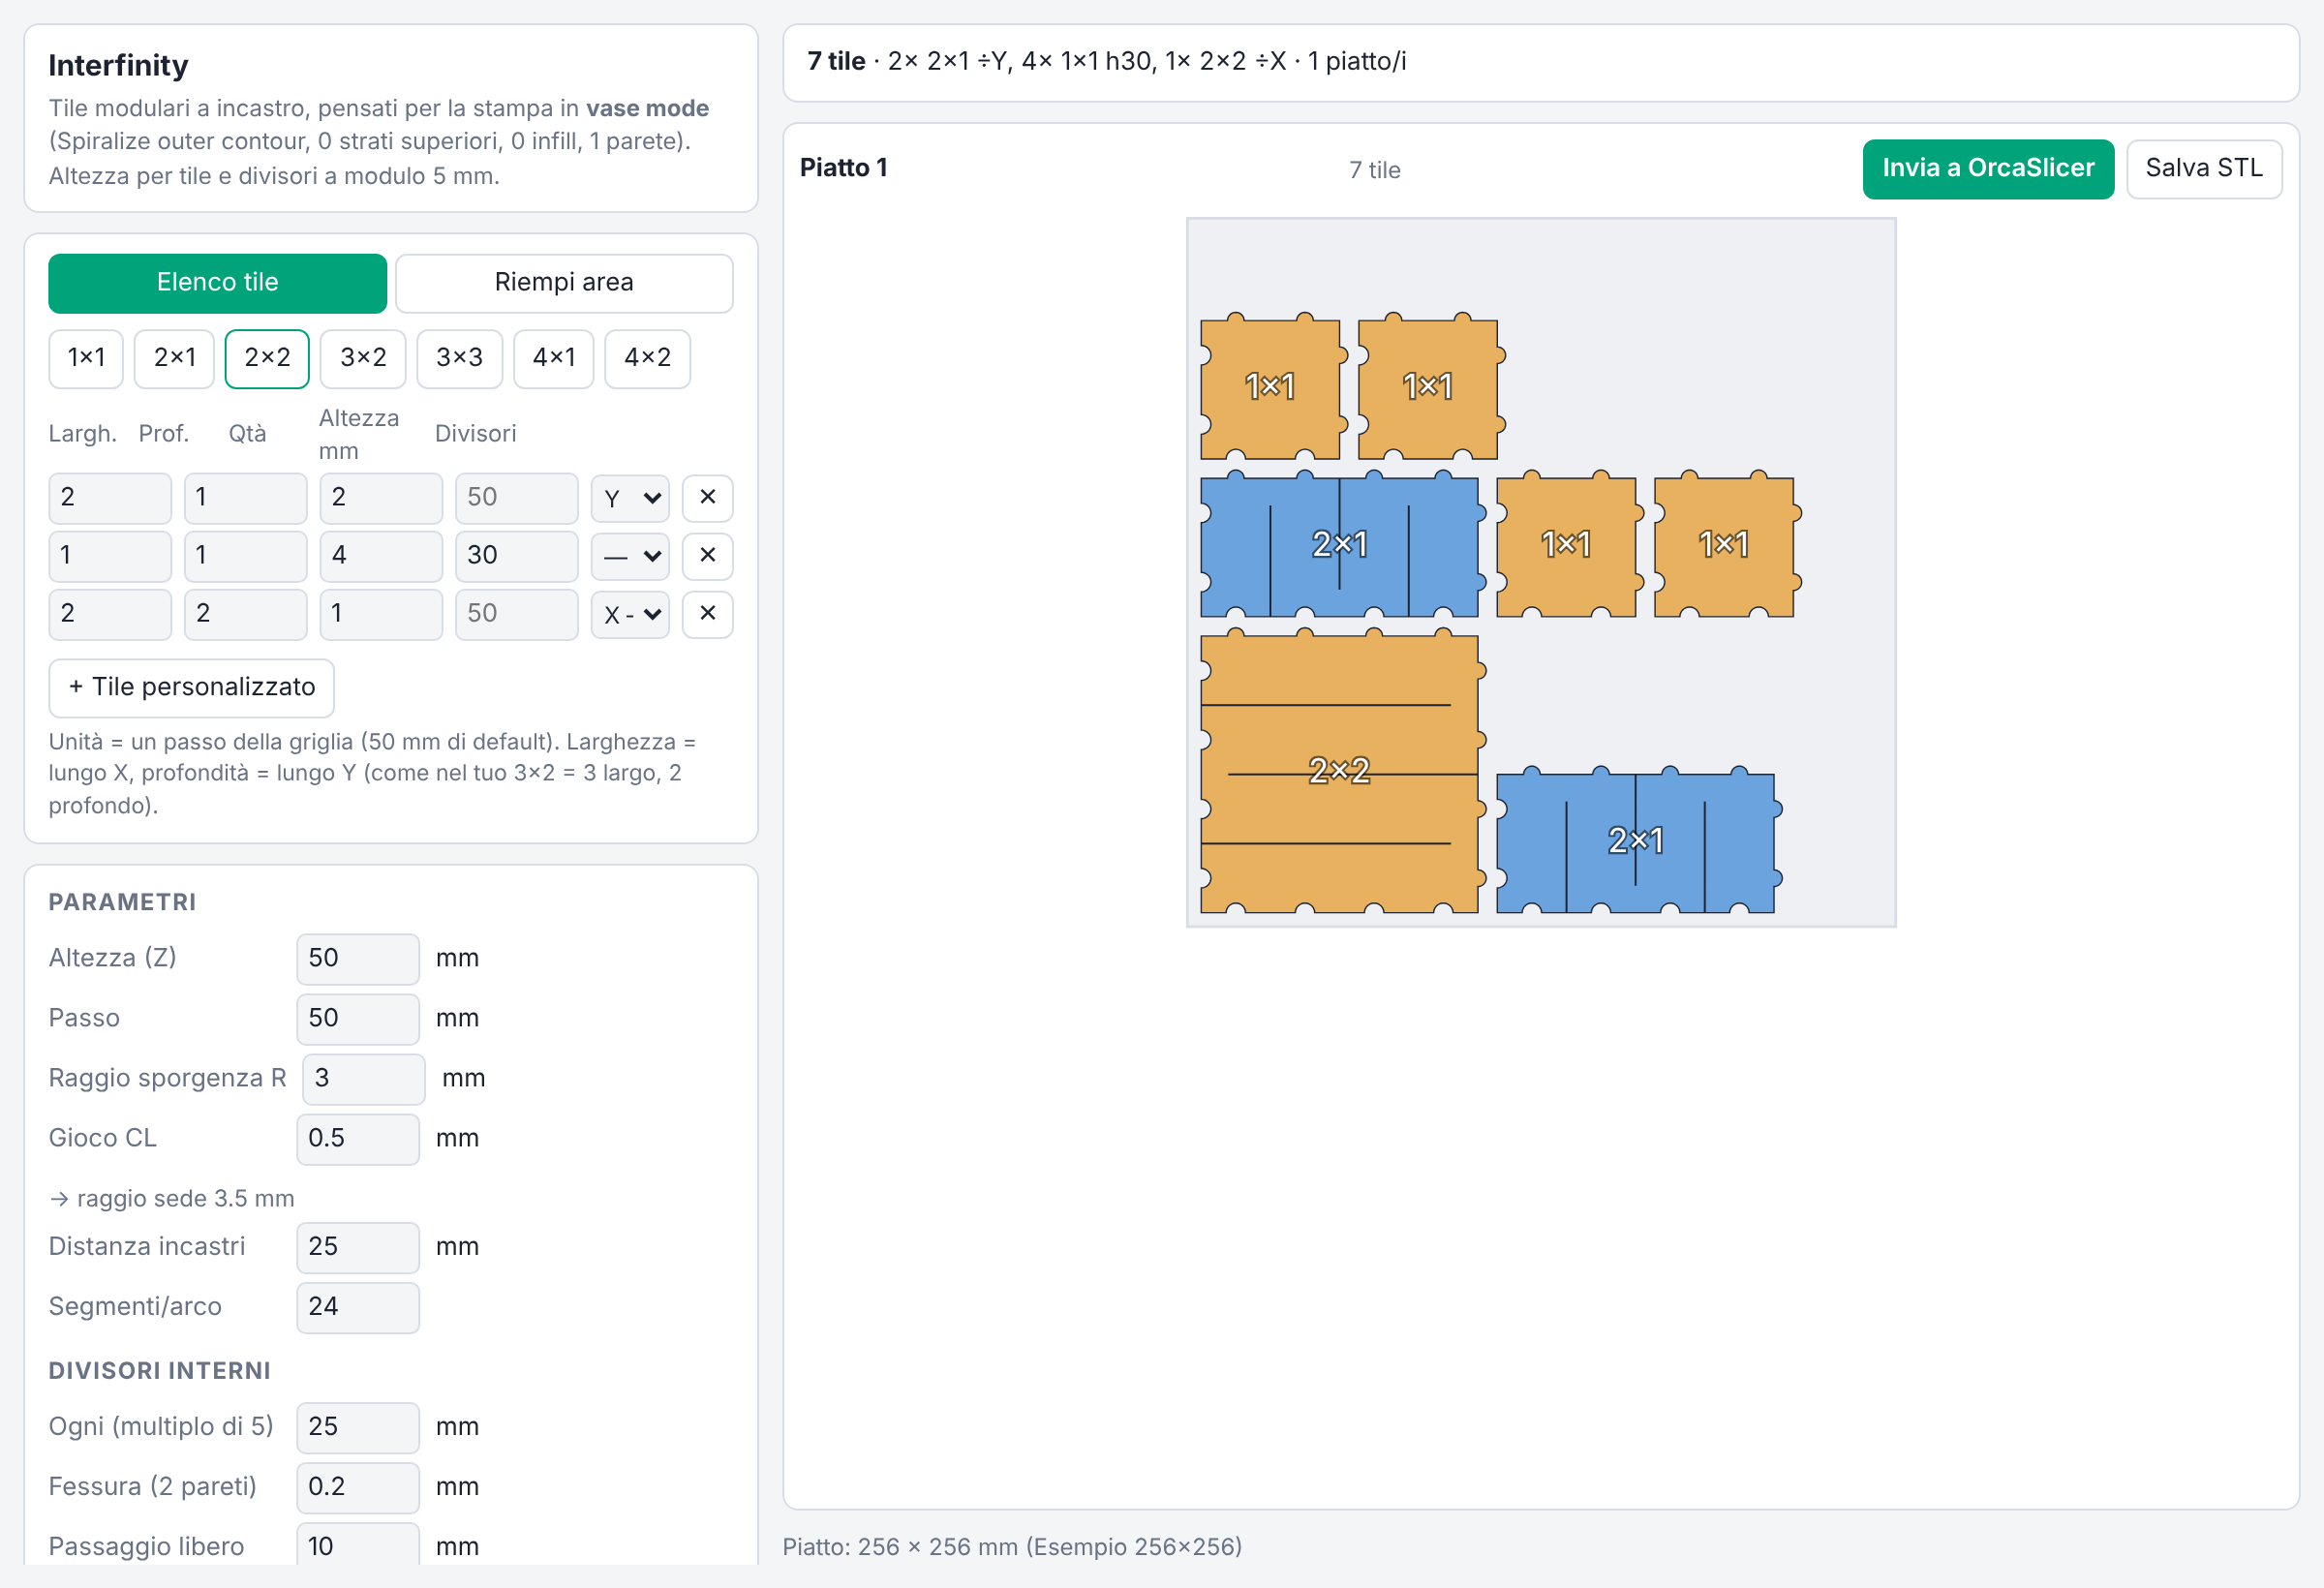 Interfinity
Tile modulari a incastro, pensati per la stampa in vase mode
(Spiralize outer contour, 0 strati superiori, 0 infill, 1 parete).
Altezza per tile e divisori a modulo 5 mm.
Elenco tile
Riempi area
1×1
2×1
2×2
3×2
3×3
4×1
4×2
Largh.
Prof.
Qtà
Altezza
mm
Divisori
2
1
2
50
Y
×
1
1
4
30
—
×
2
2
1
50
X -
×
+ Tile personalizzato
Unità = un passo della griglia (50 mm di default). Larghezza =
lungo X, profondità = lungo Y (come nel tuo 3×2 = 3 largo, 2
profondo).
PARAMETRI
Altezza (Z) 50 mm
Passo 50 mm
Raggio sporgenza R 3 mm
Gioco CL 0.5 mm
→ raggio sede 3.5 mm
Distanza incastri 25 mm
Segmenti/arco 24
DIVISORI INTERNI
Ogni (multiplo di 5) 25 mm
Fessura (2 pareti) 0.2 mm
Passaggio libero 10 mm
7 tile · 2× 2×1 ÷Y, 4× 1×1 h30, 1× 2×2 ÷X · 1 piatto/i
Piatto 1
7 tile
Invia a OrcaSlicer
Salva STL
1×1
1×1
2×1
1×1
1×1
2×2
2×1
Piatto: 256 × 256 mm (Esempio 256×256)